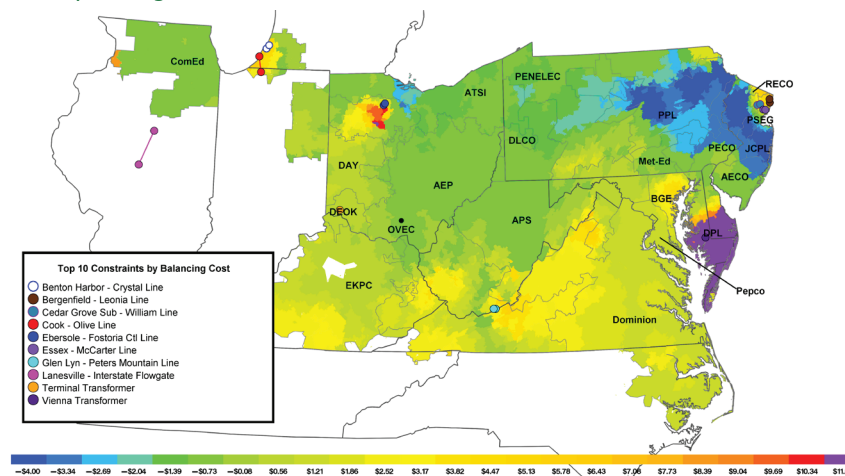 ComEd
PENELEC
ATSI
RECO
PPL
PSEG
DLCO
PECO
JCPL
Met-Ed
DAY
AECO
AEP
BGE
DEOK
APS
OVEC
DPL
EKPC
Pepco
Dominion
Top 10 Constraints by Balancing Cost
Benton Harbor - Crystal Line
Bergenfield - Leonia Line
Cedar Grove Sub - William Line
Cook - Olive Line
Ebersole - Fostoria Ctl Line
Essex - McCarter Line
Glen Lyn - Peters Mountain Line
Lanesville - Interstate Flowgate
Terminal Transformer
Vienna Transformer
−$4.00 −$3.34 −$2.69 −$2.04 −$1.39 −$0.73 −$0.08 $0.56 $1.21 $1.86 $2.52 $3.17 $3.82 $4.47 $5.13 $5.78 $6.43 $7.08 $7.73 $8.39 $9.04 $9.69 $10.34